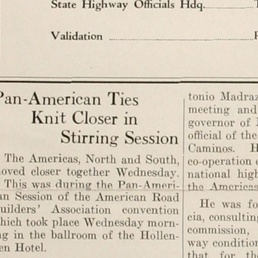 State Highway Officials Hdq.
Validation
Pan-American Ties
Knit Closer in
Stirring Session
The Americas, North and South,
moved closer together Wednesday.
This was during the Pan-Ameri-
can Session of the American Road
Builders' Association convention
which took place Wednesday morn-
ing in the ballroom of the Hollen-
den Hotel.
tonio Madraz
meeting and
governor of
official of the
Caminos. H
co-operation o
national high
the Americas
He was fo
cia, consulting
commission,
way condition
that for the